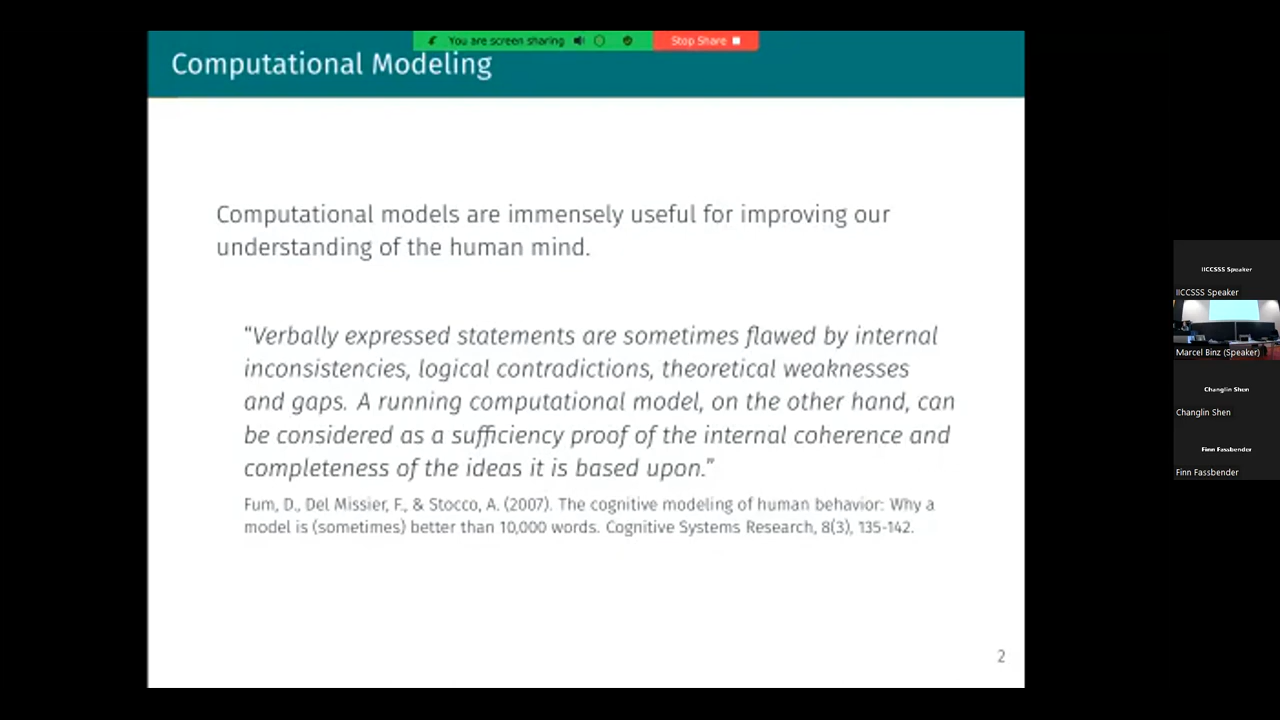 You are screen sharing
Stop Share
Computational Modeling
Computational models are immensely useful for improving our
understanding of the human mind.
"Verbally expressed statements are sometimes flawed by internal
inconsistencies, logical contradictions, theoretical weaknesses
and gaps. A running computational model, on the other hand, can
be considered as a sufficiency proof of the internal coherence and
completeness of the ideas it is based upon."
Fum, D., Del Missier, F., & Stocco, A. (2007). The cognitive modeling of human behavior: Why a
model is (sometimes) better than 10,000 words. Cognitive Systems Research, 8(3), 135-142.
2
IICCSSS Speaker
IICCSSS Speaker
Marcel Binz (Speaker)
Changlin Shen
Changlin Shen
Finn Fassbender
Finn Fassbender